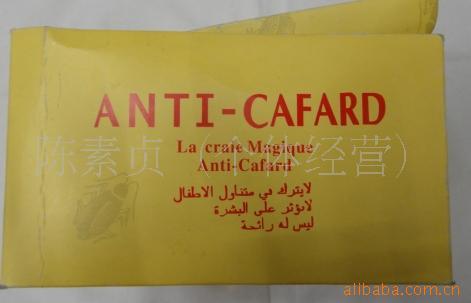 ANTI-CAFARD
La craie Magique
Anti-Cafard
陈素贞（个体经营）
لايترك في متناول الاطفال
لايؤثر على البشرة
ليس له رائحة
alibaba.com.cn